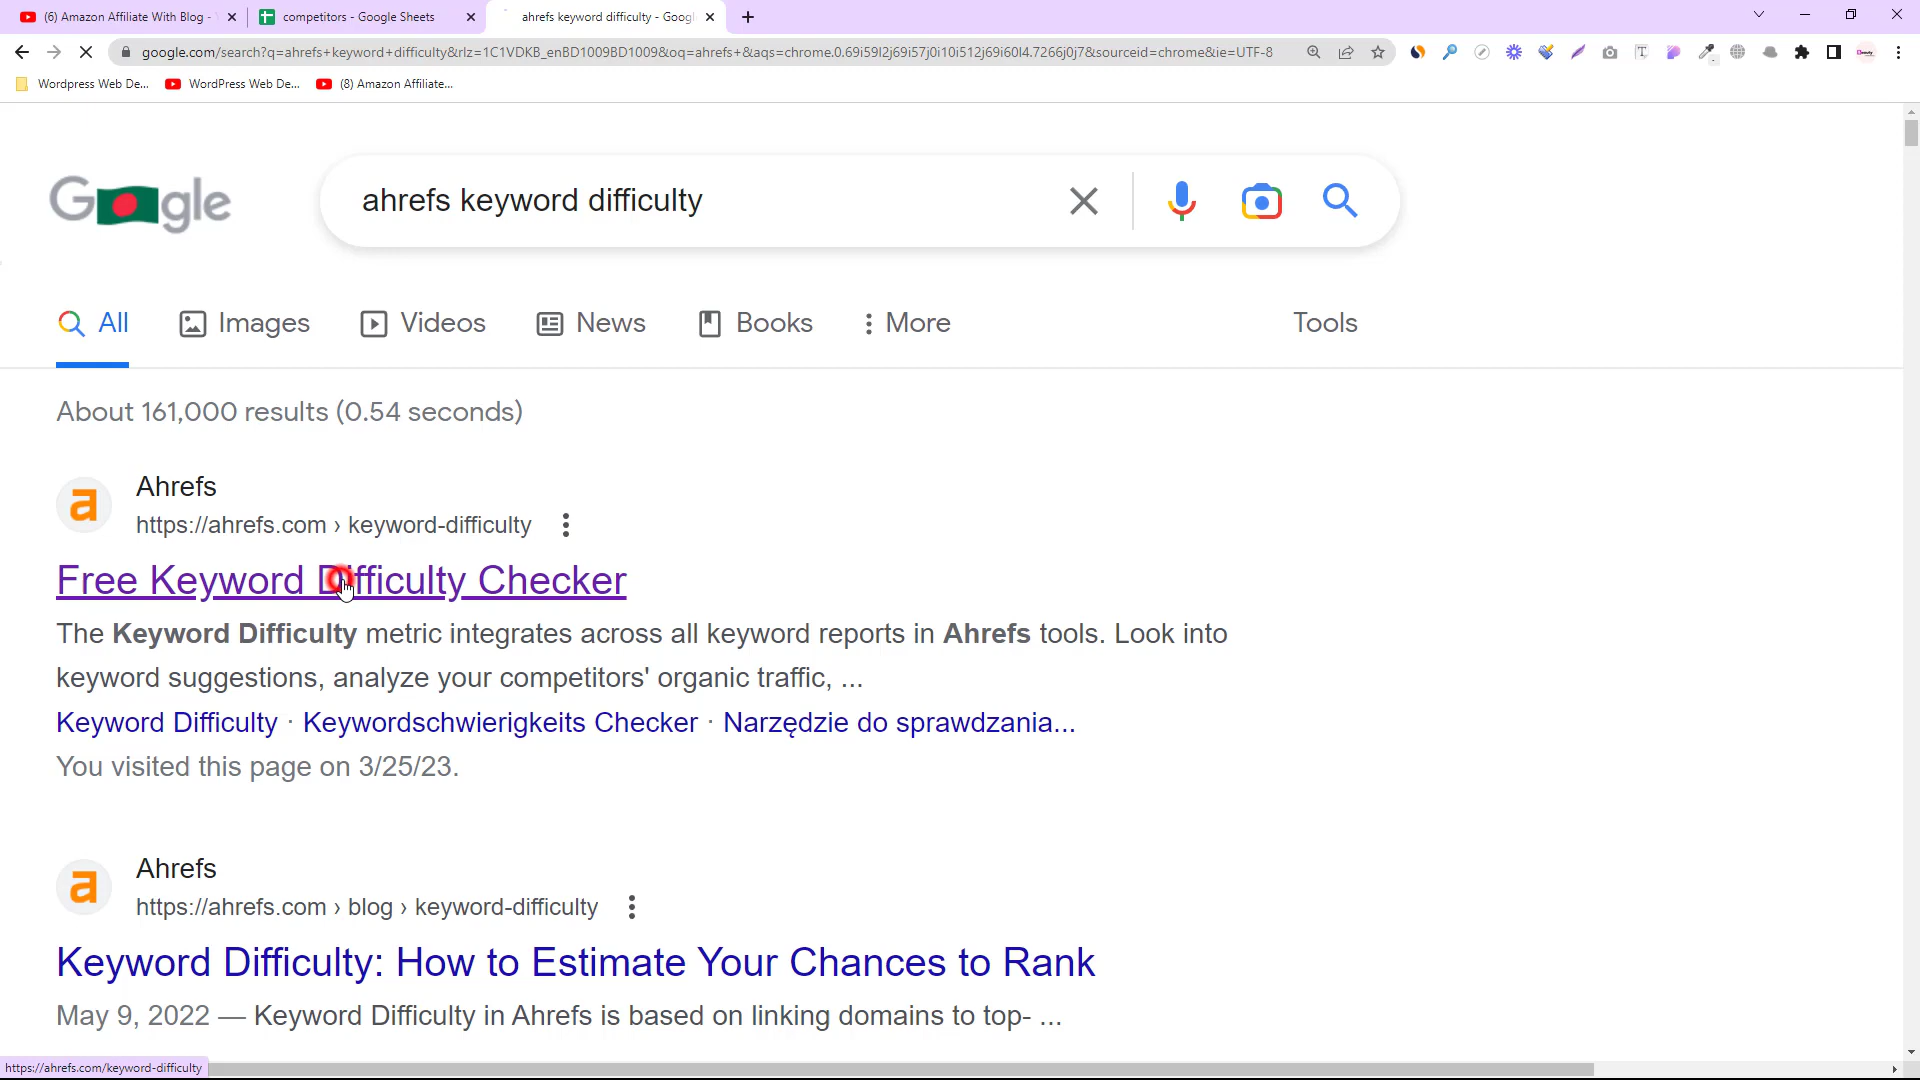 (6) Amazon Affiliate With Blog -
competitors - Google Sheets
ahrefs keyword difficulty - Googl
google.com/search?q=ahrefs+keyword+difficulty&rlz=1C1VDKB_enBD1009BD1009&oq=ahrefs+&aqs=chrome.0.69i59l2j69i57j0i10i512j69i60l4.7266j0j7&sourceid=chrome&ie=UTF-8
Wordpress Web De...
WordPress Web De...
(8) Amazon Affiliate...
Google
ahrefs keyword difficulty
All
Images
Videos
News
Books
More
Tools
About 161,000 results (0.54 seconds)
Ahrefs
https://ahrefs.com › keyword-difficulty
Free Keyword Difficulty Checker
The Keyword Difficulty metric integrates across all keyword reports in Ahrefs tools. Look into
keyword suggestions, analyze your competitors' organic traffic, ...
Keyword Difficulty · Keywordschwierigkeits Checker · Narzędzie do sprawdzania...
You visited this page on 3/25/23.
Ahrefs
https://ahrefs.com › blog › keyword-difficulty
Keyword Difficulty: How to Estimate Your Chances to Rank
May 9, 2022 — Keyword Difficulty in Ahrefs is based on linking domains to top- ...
https://ahrefs.com/keyword-difficulty